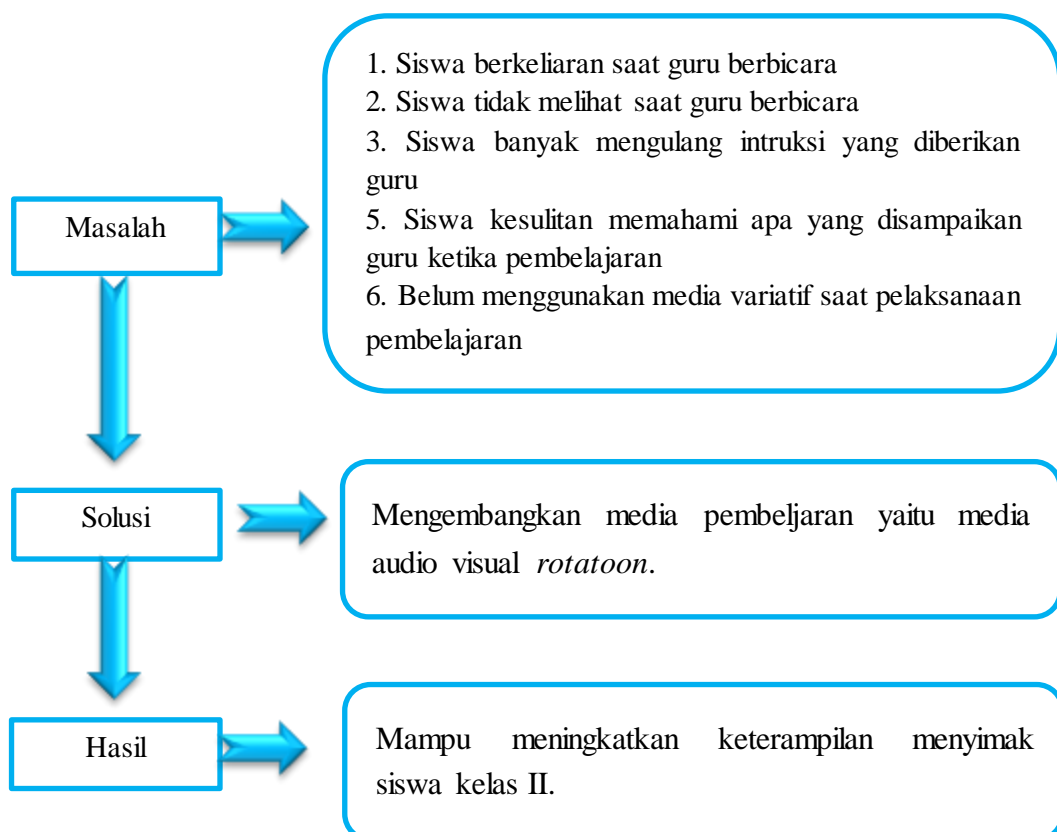 1. Siswa berkeliaran saat guru berbicara
2. Siswa tidak melihat saat guru berbicara
3. Siswa banyak mengulang intruksi yang diberikan
guru
5. Siswa kesulitan memahami apa yang disampaikan
guru ketika pembelajaran
6. Belum menggunakan media variatif saat pelaksanaan
pembelajaran
Masalah
Solusi
Mengembangkan media pembeljaran yaitu media
audio visual rotatoon.
Hasil
Mampu meningkatkan keterampilan menyimak
siswa kelas II.